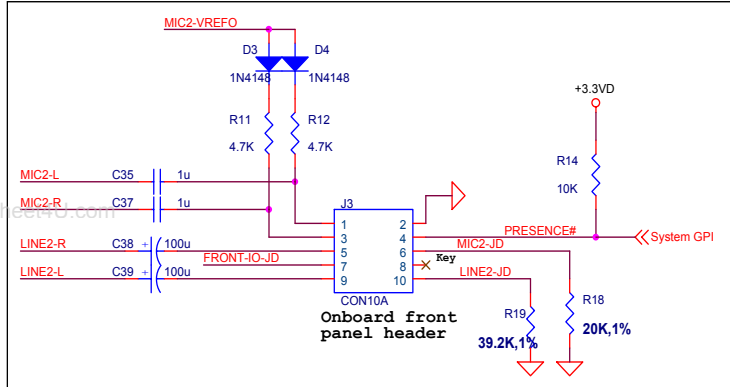 MIC2-VREFO
D3 D4
1N4148 1N4148
+3.3VD
R11 R12
4.7K 4.7K
R14
10K
MIC2-L C35 1u
MIC2-R C37 1u
heet4U.com
J3
1 2
3 4 PRESENCE# System GPI
LINE2-R C38 + 100u 5 6 MIC2-JD
FRONT-IO-JD 7 8 Key
LINE2-L C39 + 100u 9 10 LINE2-JD
CON10A
R19 R18
39.2K,1% 20K,1%
Onboard front
panel header